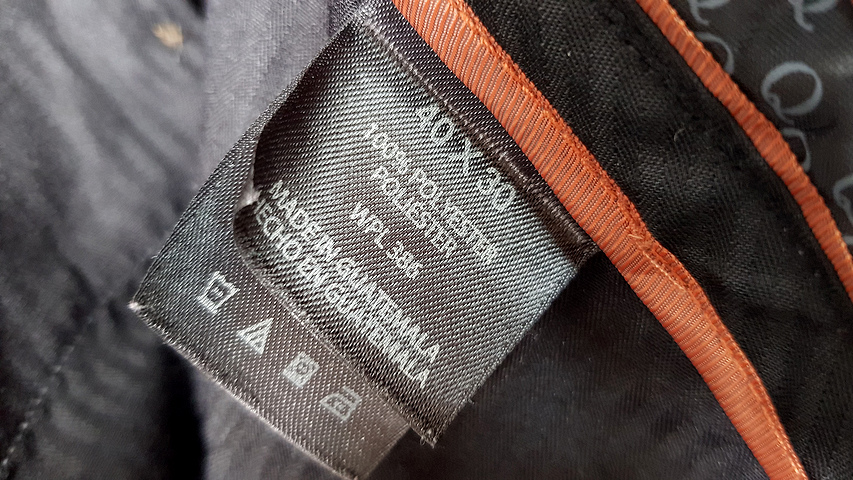 40 X 30
100% POLYESTER
POLIESTER
WPL 386
MADE IN GUATEMALA
HECHO EN GUATEMALA